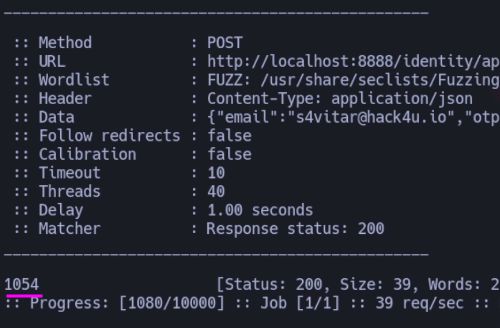 :: Method : POST
:: URL : http://localhost:8888/identity/ap
:: Wordlist : FUZZ: /usr/share/seclists/Fuzzing
:: Header : Content-Type: application/json
:: Data : {"email":"s4vitar@hack4u.io","otp
:: Follow redirects : false
:: Calibration : false
:: Timeout : 10
:: Threads : 40
:: Delay : 1.00 seconds
:: Matcher : Response status: 200
1054 [Status: 200, Size: 39, Words: 2
:: Progress: [1080/10000] :: Job [1/1] :: 39 req/sec ::